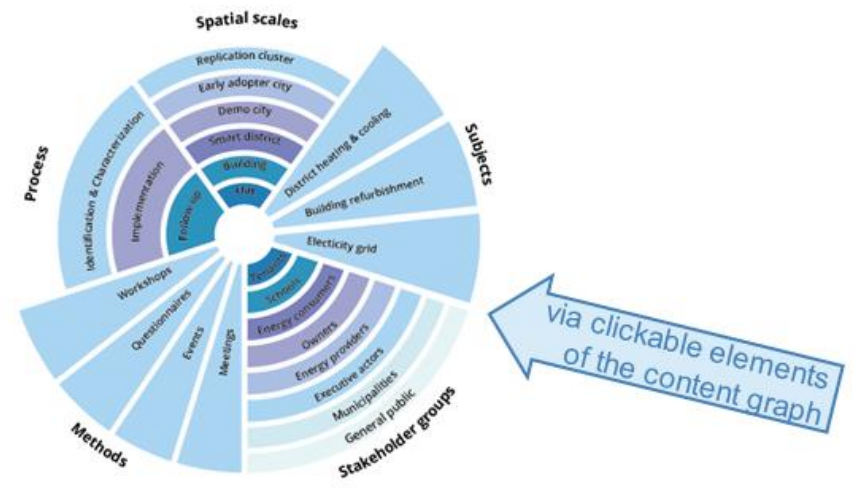 Spatial scales
Replication cluster
Early adopter city
Demo city
Smart district
Building
Subjects
District heating & cooling
Building refurbishment
Electicity grid
Process
Identification & Characterization
Implementation
Follow-up
Workshops
Questionnaires
Events
Meetings
Methods
Tenants
Schools
Energy consumers
Owners
Energy providers
Executive actors
Municipalities
General public
Stakeholder groups
via clickable elements
of the content graph